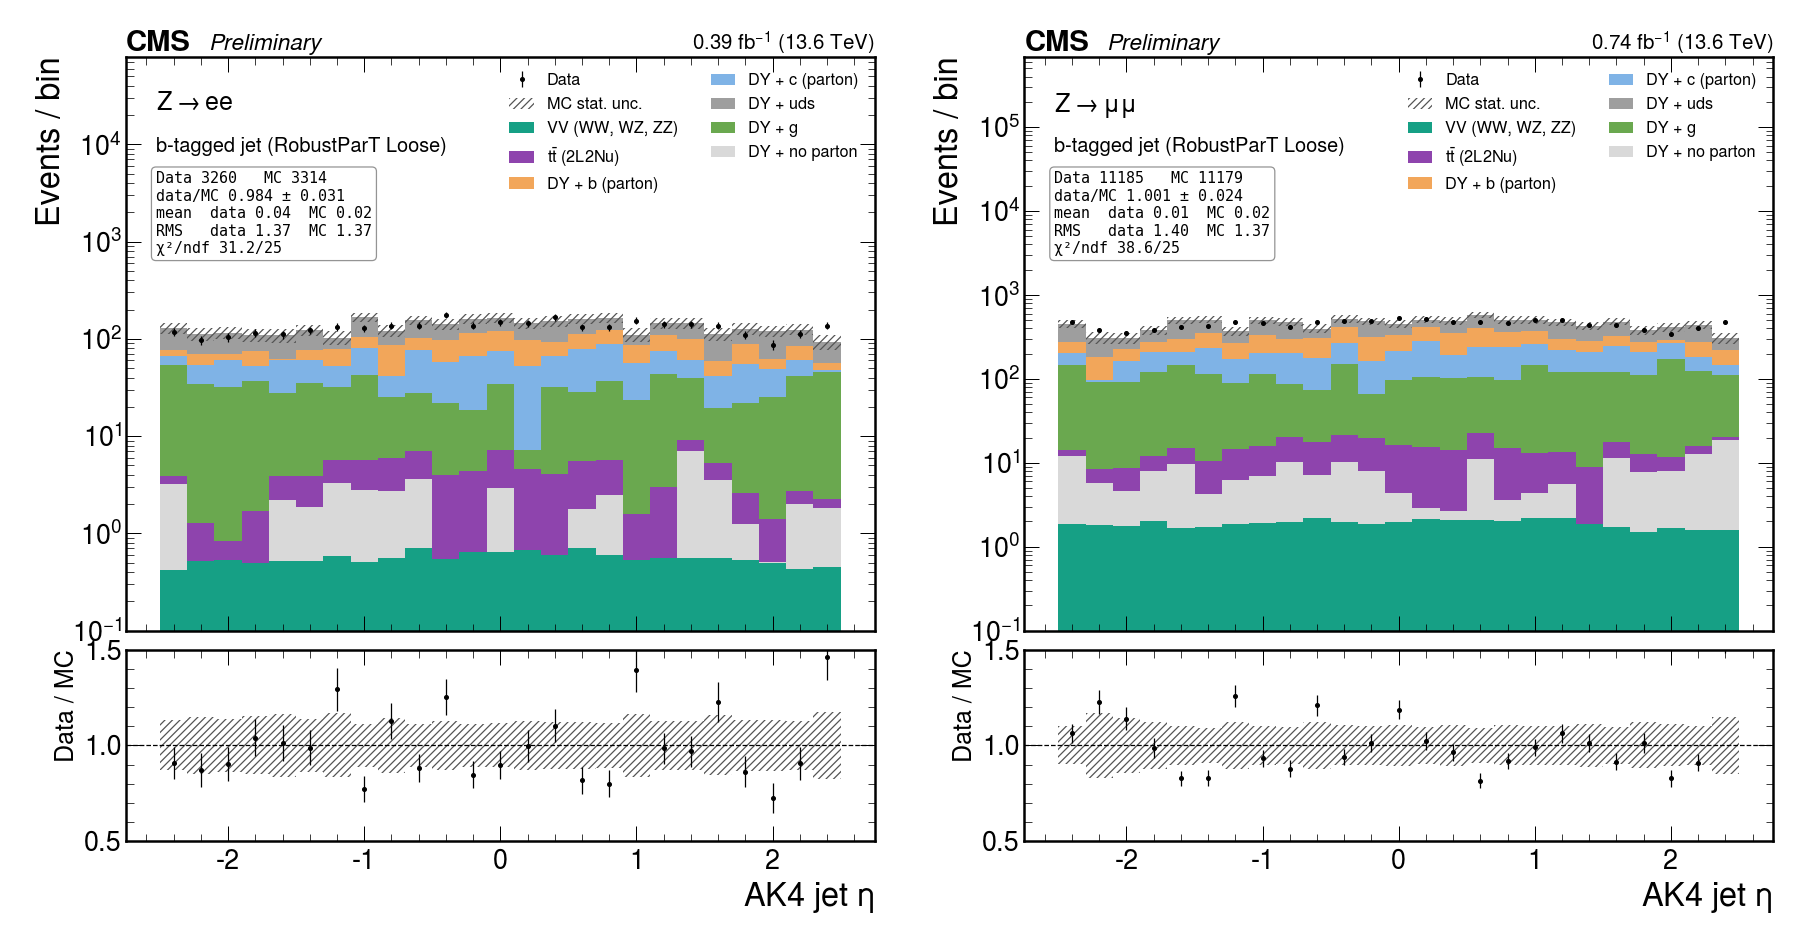 CMS Preliminary 0.39 fb⁻¹ (13.6 TeV)
Events / bin
Z→ee
b-tagged jet (RobustParT Loose)
Data 3260 MC 3314
data/MC 0.984 ± 0.031
mean data 0.04 MC 0.02
RMS data 1.37 MC 1.37
χ²/ndf 31.2/25
Data
MC stat. unc.
VV (WW, WZ, ZZ)
tt̄ (2L2Nu)
DY + b (parton)
DY + c (parton)
DY + uds
DY + g
DY + no parton
10⁴
10³
10²
10¹
10⁰
10⁻¹
Data / MC
1.5
1.0
0.5
-2 -1 0 1 2
AK4 jet η
CMS Preliminary 0.74 fb⁻¹ (13.6 TeV)
Events / bin
Z→μμ
b-tagged jet (RobustParT Loose)
Data 11185 MC 11179
data/MC 1.001 ± 0.024
mean data 0.01 MC 0.02
RMS data 1.40 MC 1.37
χ²/ndf 38.6/25
Data
MC stat. unc.
VV (WW, WZ, ZZ)
tt̄ (2L2Nu)
DY + b (parton)
DY + c (parton)
DY + uds
DY + g
DY + no parton
10⁵
10⁴
10³
10²
10¹
10⁰
10⁻¹
Data / MC
1.5
1.0
0.5
-2 -1 0 1 2
AK4 jet η